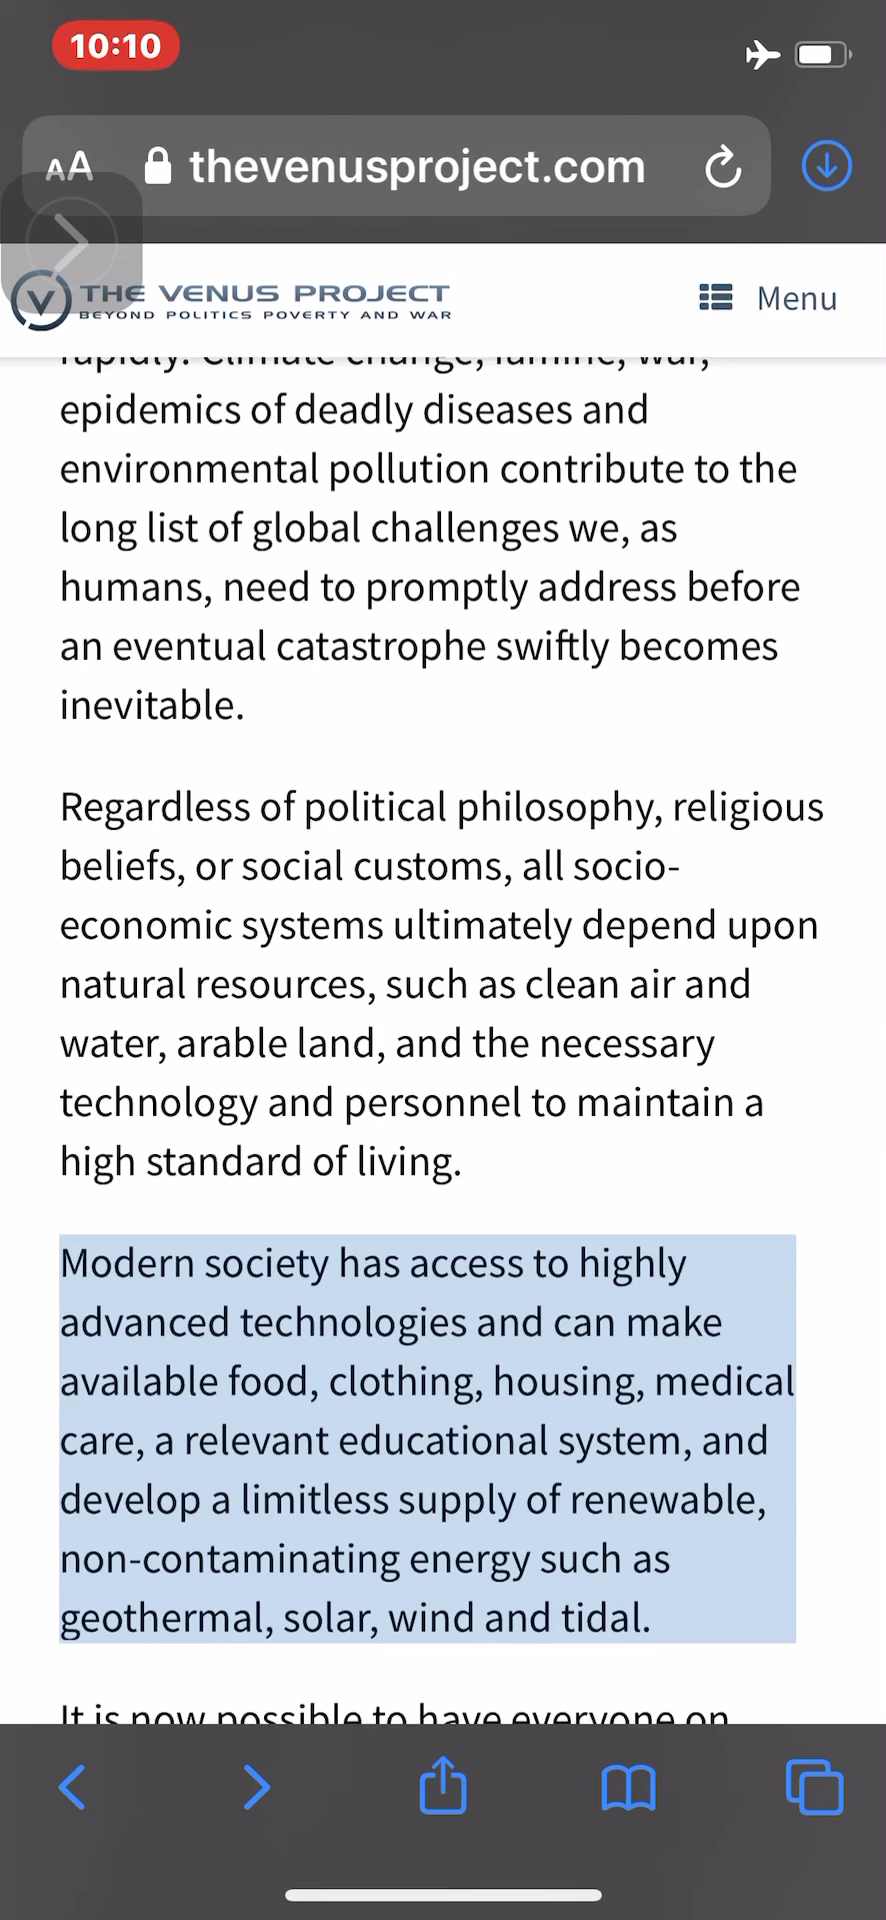 10:10
AA thevenusproject.com
THE VENUS PROJECT
BEYOND POLITICS POVERTY AND WAR
Menu
rapidly. Climate change, famine, war,
epidemics of deadly diseases and
environmental pollution contribute to the
long list of global challenges we, as
humans, need to promptly address before
an eventual catastrophe swiftly becomes
inevitable.
Regardless of political philosophy, religious
beliefs, or social customs, all socio-
economic systems ultimately depend upon
natural resources, such as clean air and
water, arable land, and the necessary
technology and personnel to maintain a
high standard of living.
Modern society has access to highly
advanced technologies and can make
available food, clothing, housing, medical
care, a relevant educational system, and
develop a limitless supply of renewable,
non-contaminating energy such as
geothermal, solar, wind and tidal.
It is now possible to have everyone on